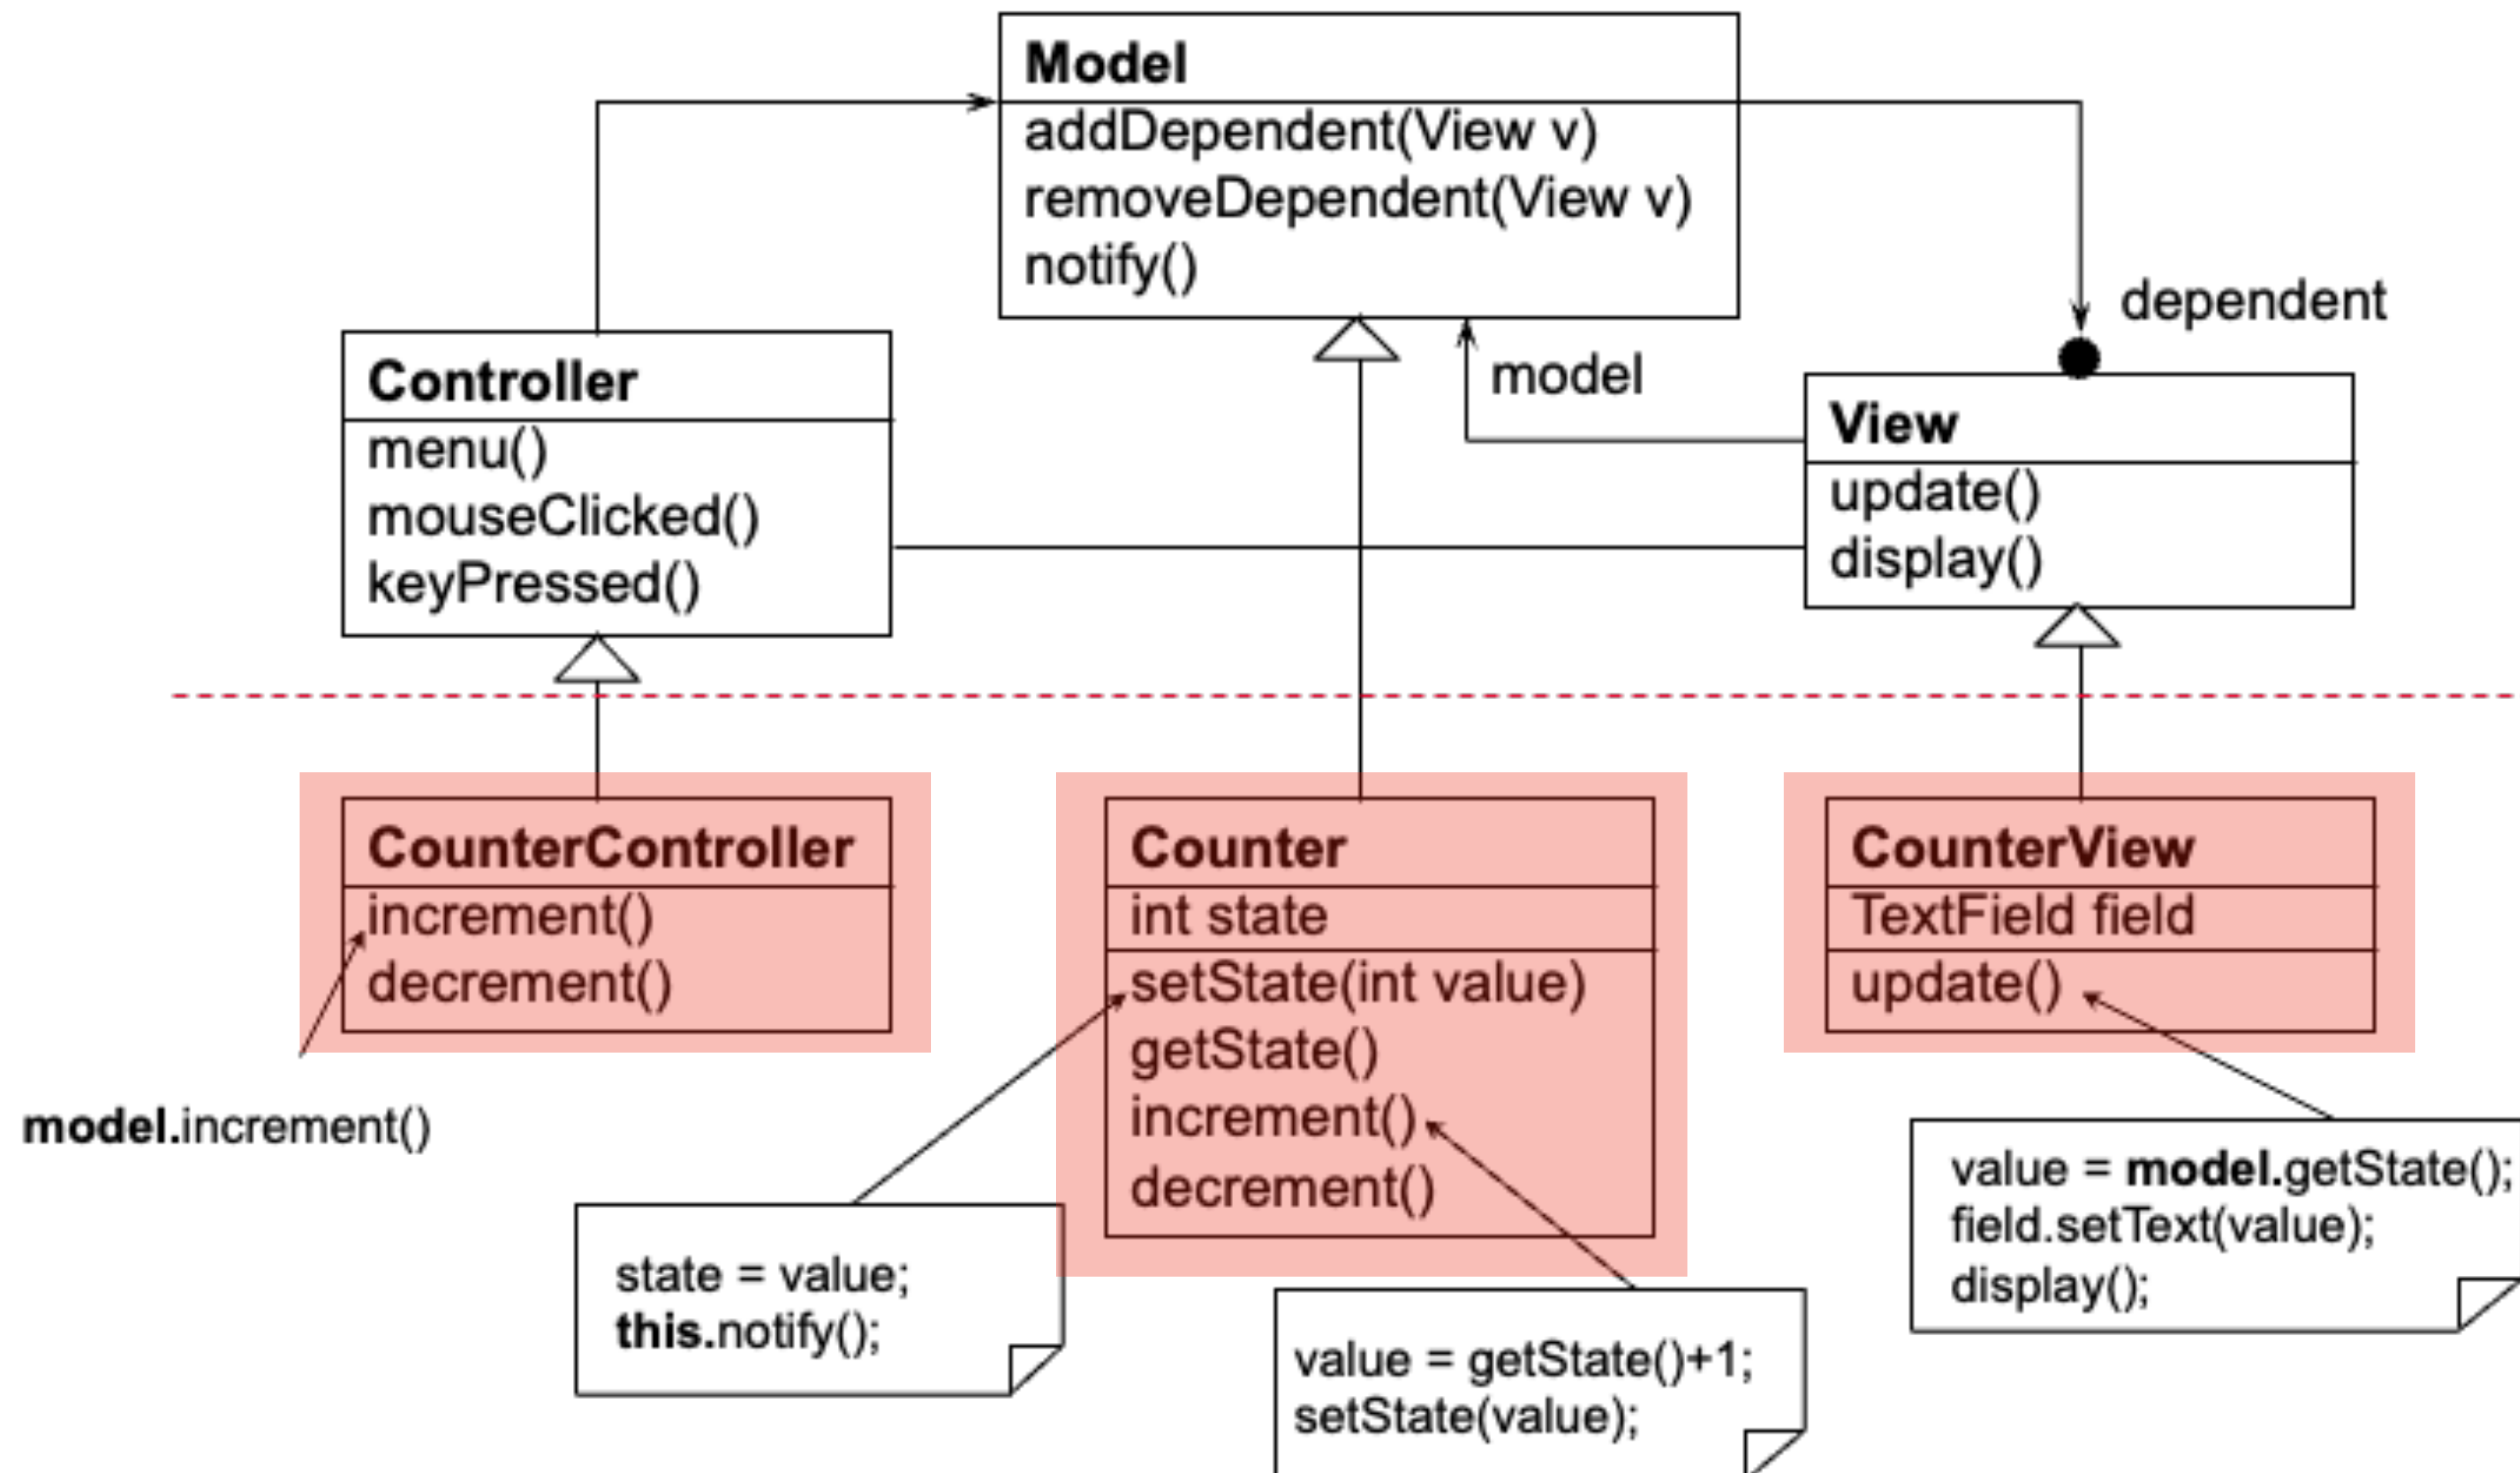 Model
addDependent(View v)
removeDependent(View v)
notify()
dependent
Controller
menu()
mouseClicked()
keyPressed()
model
View
update()
display()
CounterController
increment()
decrement()
Counter
int state
setState(int value)
getState()
increment()
decrement()
CounterView
TextField field
update()
model.increment()
state = value;
this.notify();
value = getState()+1;
setState(value);
value = model.getState();
field.setText(value);
display();